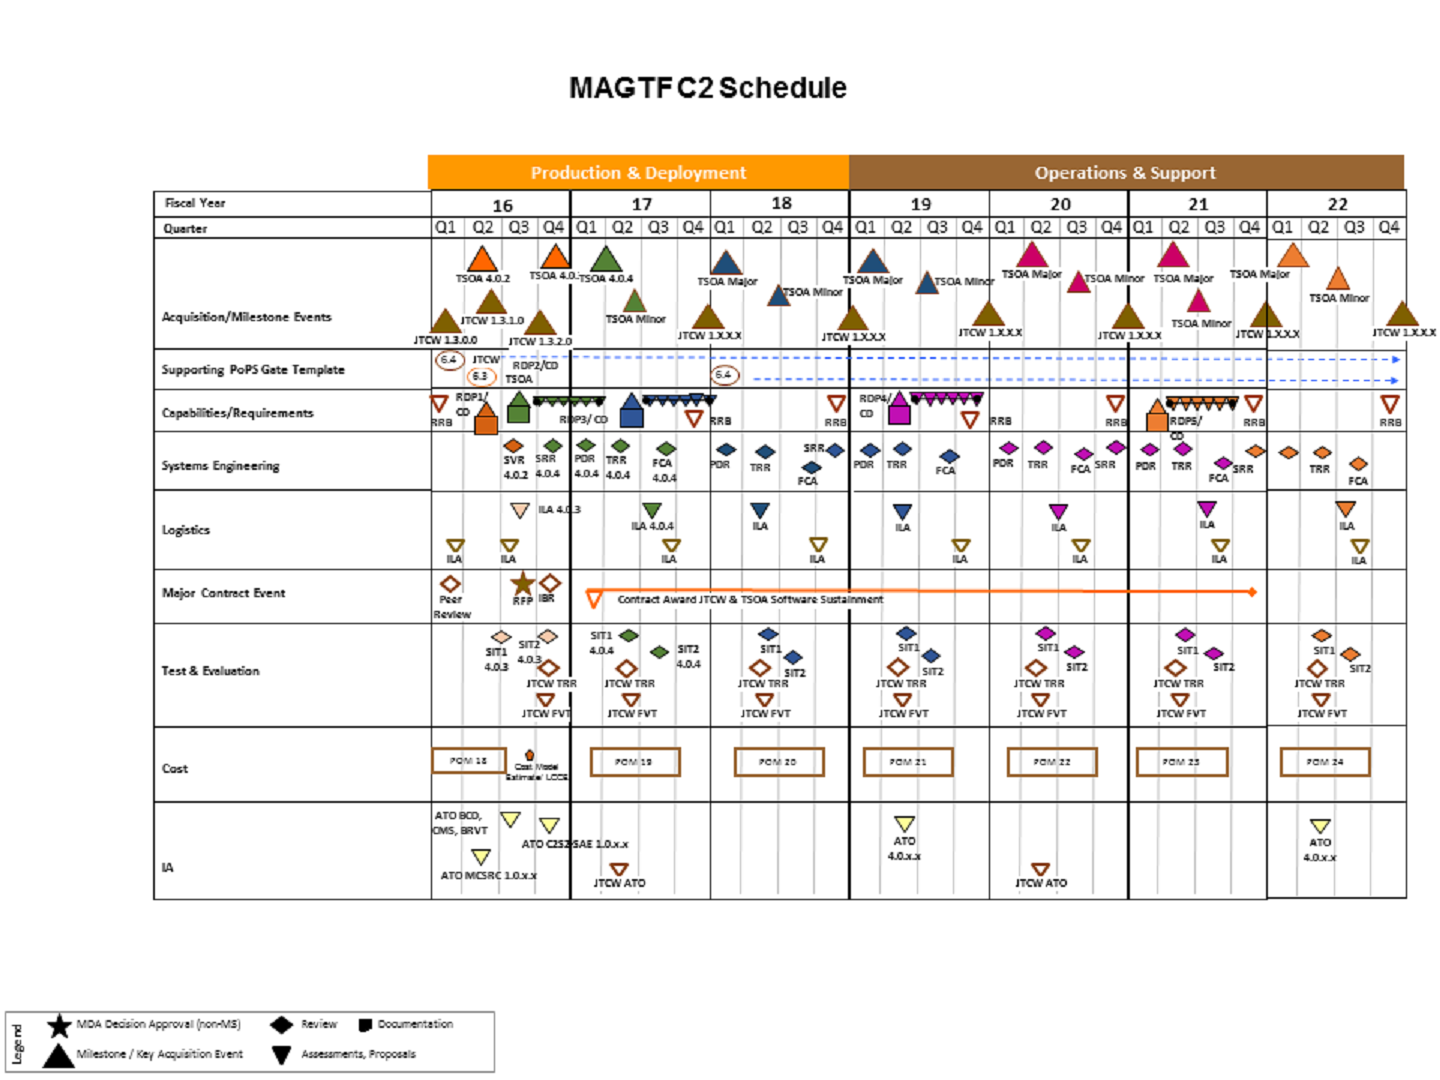 MAGTF C2 Schedule
Production & Deployment
Operations & Support
Fiscal Year 16 17 18 19 20 21 22
Quarter Q1 Q2 Q3 Q4 Q1 Q2 Q3 Q4 Q1 Q2 Q3 Q4 Q1 Q2 Q3 Q4 Q1 Q2 Q3 Q4 Q1 Q2 Q3 Q4 Q1 Q2 Q3 Q4
Acquisition/Milestone Events
TSOA 4.0.2 TSOA 4.0. TSOA 4.0.4 TSOA Major TSOA Major TSOA Major TSOA Major TSOA Major
TSOA Minor TSOA Minor TSOA Minor TSOA Minor TSOA Minor TSOA Minor
JTCW 1.3.0.0 JTCW 1.3.1.0 JTCW 1.3.2.0 JTCW 1.X.X.X JTCW 1.X.X.X JTCW 1.X.X.X JTCW 1.X.X.X JTCW 1.X.X.X JTCW 1.X.X.X
Supporting PoPS Gate Template
6.4 JTCW
6.3 TSOA
6.4
Capabilities/Requirements
RRB
RDP1/
CD
RDP2/CD
RDP3/ CD
RRB
RRB
RDP4/
CD
RRB
RRB
RDP5/
CD
RRB
RRB
Systems Engineering
SVR
4.0.2
SRR
4.0.4
PDR
4.0.4
TRR
4.0.4
FCA
4.0.4
PDR TRR FCA SRR
PDR TRR FCA
PDR TRR FCA SRR
PDR TRR FCA SRR
TRR FCA
Logistics
ILA 4.0.3 ILA 4.0.4 ILA ILA ILA ILA ILA
ILA ILA ILA ILA ILA ILA ILA ILA
Major Contract Event
Peer
Review
RFP
IBR
Contract Award JTCW & TSOA Software Sustainment
Test & Evaluation
SIT1
4.0.3
SIT2
4.0.3
SIT1
4.0.4
SIT2
4.0.4
SIT1 SIT2 SIT1 SIT2 SIT1 SIT2 SIT1 SIT2 SIT1 SIT2
JTCW TRR JTCW TRR JTCW TRR JTCW TRR JTCW TRR JTCW TRR JTCW TRR
JTCW FVT JTCW FVT JTCW FVT JTCW FVT JTCW FVT JTCW FVT JTCW FVT
Cost
POM 18
Cost Model
Estimate/ LCCE
POM 19 POM 20 POM 21 POM 22 POM 23 POM 24
IA
ATO BCD,
CMS, BRVT
ATO C2S2 SAE 1.0.x.x
ATO MCSRC 1.0.x.x
JTCW ATO
ATO
4.0.x.x
JTCW ATO
ATO
4.0.x.x
Legend
MDA Decision Approval (non-MS)
Review
Documentation
Milestone / Key Acquisition Event
Assessments, Proposals